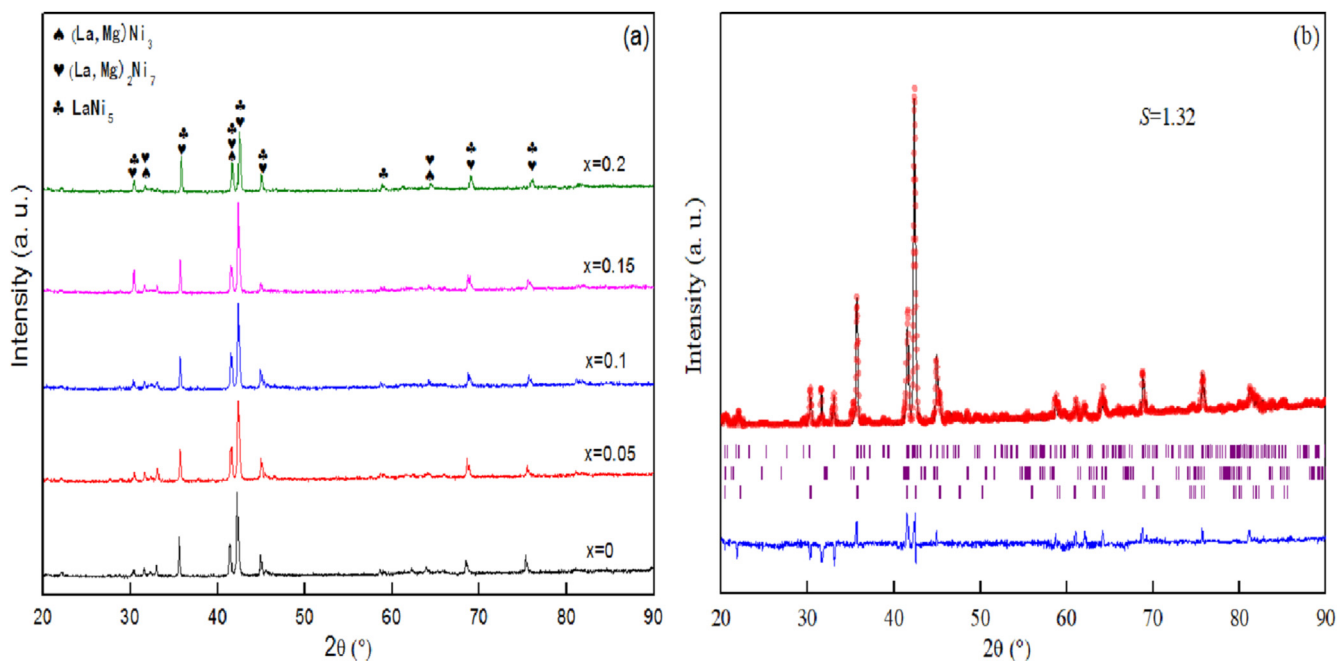 (a)
♠ (La,Mg)Ni₃
♥ (La,Mg)₂Ni₇
♣ LaNi₅
x=0.2
x=0.15
x=0.1
x=0.05
x=0
Intensity (a. u.)
20 30 40 50 60 70 80 90
2θ (°)
(b)
S=1.32
Intensity (a. u.)
20 30 40 50 60 70 80 90
2θ (°)